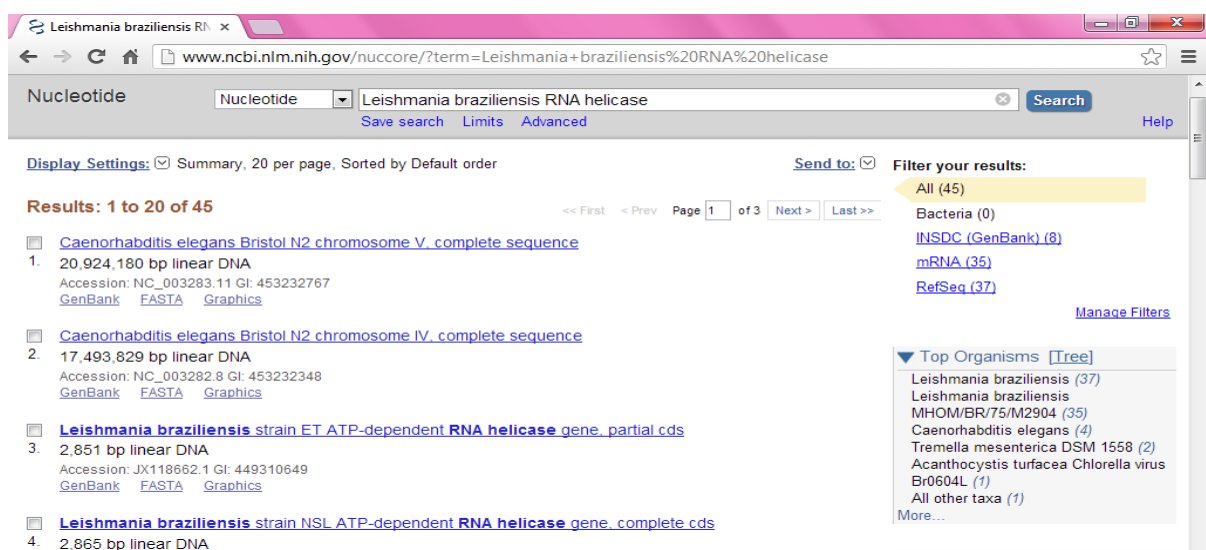 Leishmania braziliensis RN
www.ncbi.nlm.nih.gov/nuccore/?term=Leishmania+braziliensis%20RNA%20helicase
Nucleotide Nucleotide Leishmania braziliensis RNA helicase Search
Save search Limits Advanced Help
Display Settings: Summary, 20 per page, Sorted by Default order Send to:
Results: 1 to 20 of 45 << First < Prev Page 1 of 3 Next > Last >>
Caenorhabditis elegans Bristol N2 chromosome V, complete sequence
1. 20,924,180 bp linear DNA
Accession: NC_003283.11 GI: 453232767
GenBank FASTA Graphics
Caenorhabditis elegans Bristol N2 chromosome IV, complete sequence
2. 17,493,829 bp linear DNA
Accession: NC_003282.8 GI: 453232348
GenBank FASTA Graphics
Leishmania braziliensis strain ET ATP-dependent RNA helicase gene, partial cds
3. 2,851 bp linear DNA
Accession: JX118662.1 GI: 449310649
GenBank FASTA Graphics
Leishmania braziliensis strain NSL ATP-dependent RNA helicase gene, complete cds
4. 2,865 bp linear DNA
Filter your results:
All (45)
Bacteria (0)
INSDC (GenBank) (8)
mRNA (35)
RefSeq (37)
Manage Filters
Top Organisms [Tree]
Leishmania braziliensis (37)
Leishmania braziliensis
MHOM/BR/75/M2904 (35)
Caenorhabditis elegans (4)
Tremella mesenterica DSM 1558 (2)
Acanthocystis turfacea Chlorella virus
Br0604L (1)
All other taxa (1)
More...